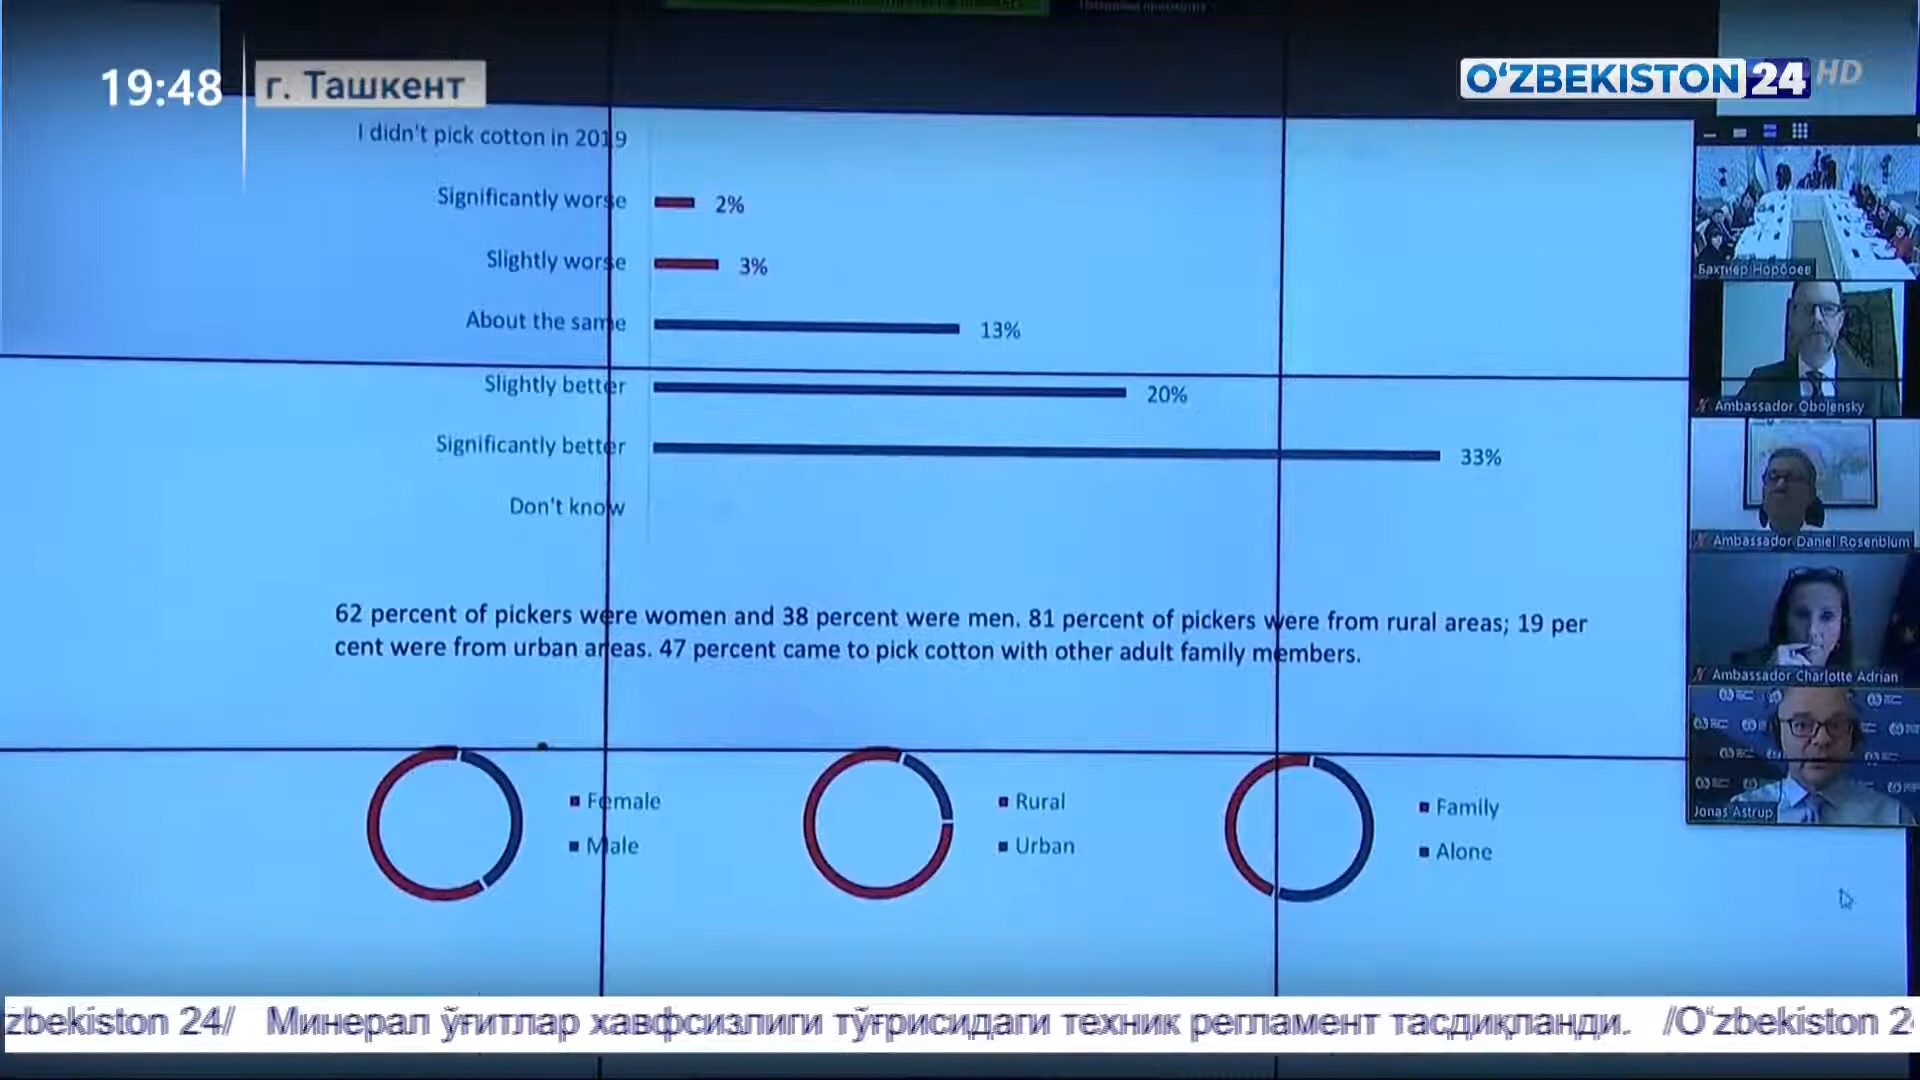 19:48
г. Ташкент
O'ZBEKISTON 24 HD
I didn't pick cotton in 2019
Significantly worse 2%
Slightly worse 3%
About the same 13%
Slightly better 20%
Significantly better 33%
Don't know
62 percent of pickers were women and 38 percent were men. 81 percent of pickers were from rural areas; 19 per
cent were from urban areas. 47 percent came to pick cotton with other adult family members.
Female
Male
Rural
Urban
Family
Alone
Бахтиёр Норбоев
Ambassador Obolensky
Ambassador Daniel Rosenblum
Ambassador Charlotte Adrian
Jonas Astrup
zbekiston 24/ Минерал ўғитлар хавфсизлиги тўғрисидаги техник регламент тасдиқланди. /O'zbekiston 2